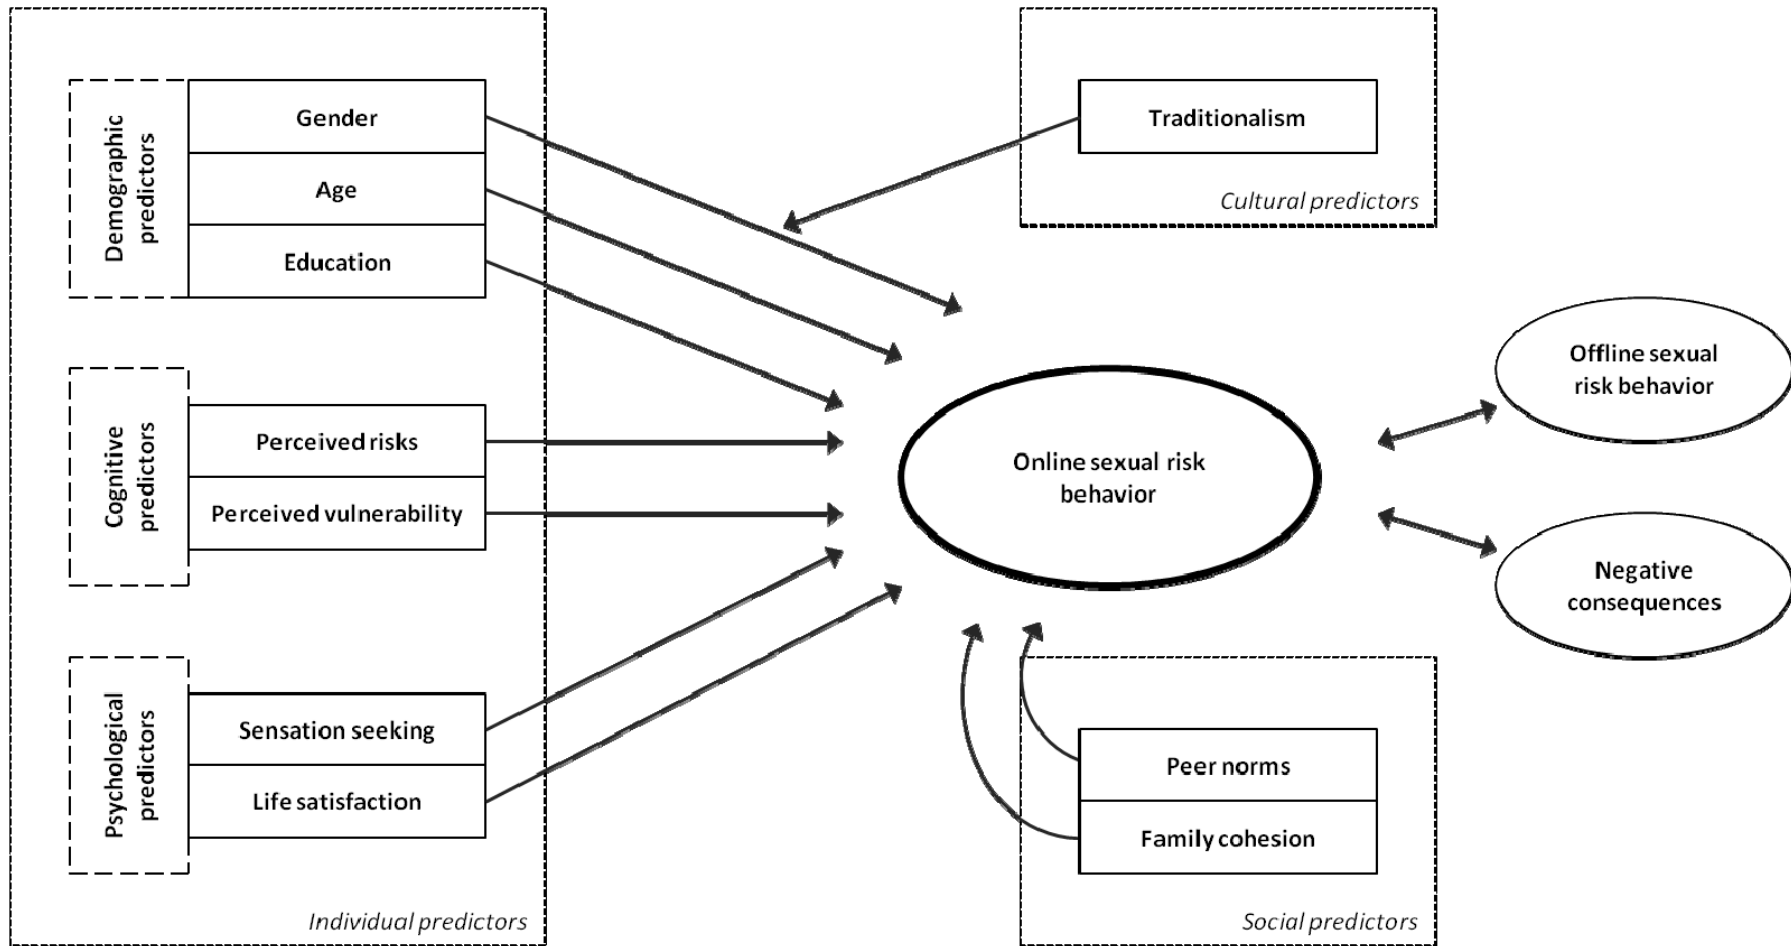 Demographic
predictors
Gender
Age
Education
Cognitive
predictors
Perceived risks
Perceived vulnerability
Psychological
predictors
Sensation seeking
Life satisfaction
Individual predictors
Traditionalism
Cultural predictors
Online sexual risk
behavior
Offline sexual
risk behavior
Negative
consequences
Peer norms
Family cohesion
Social predictors